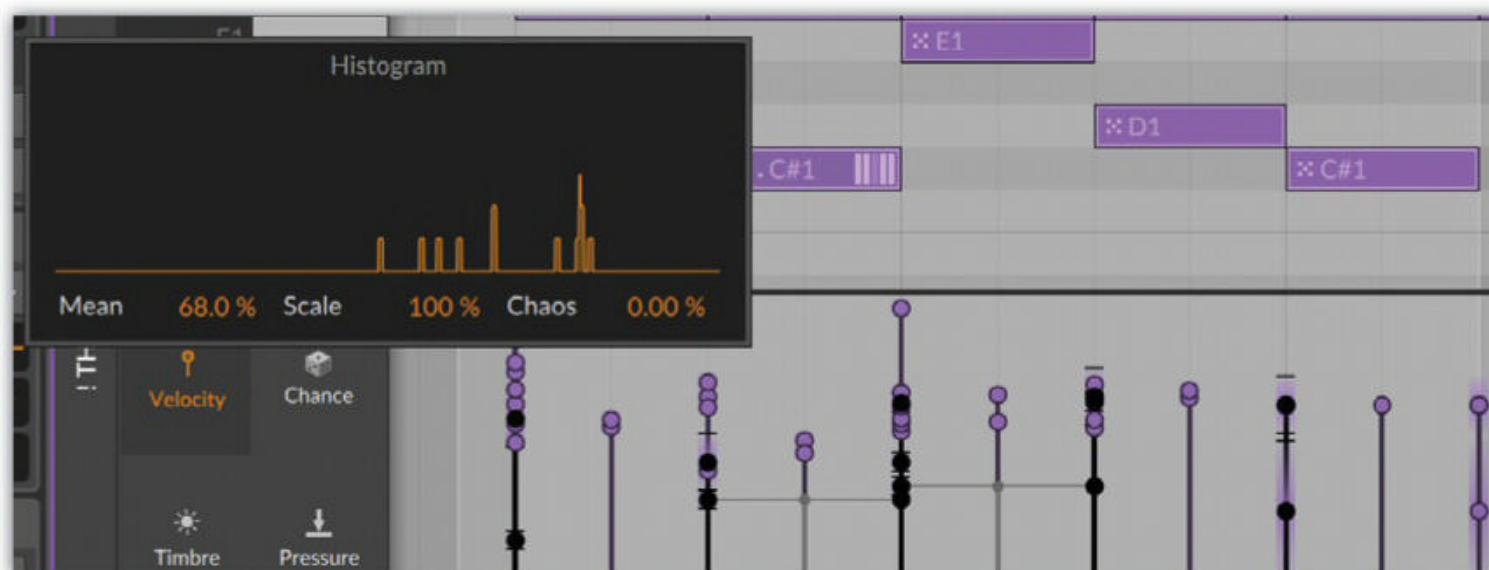 E1
Histogram
D1
C#1
C#1
Mean 68.0 % Scale 100 % Chaos 0.00 %
Velocity
Chance
Timbre
Pressure